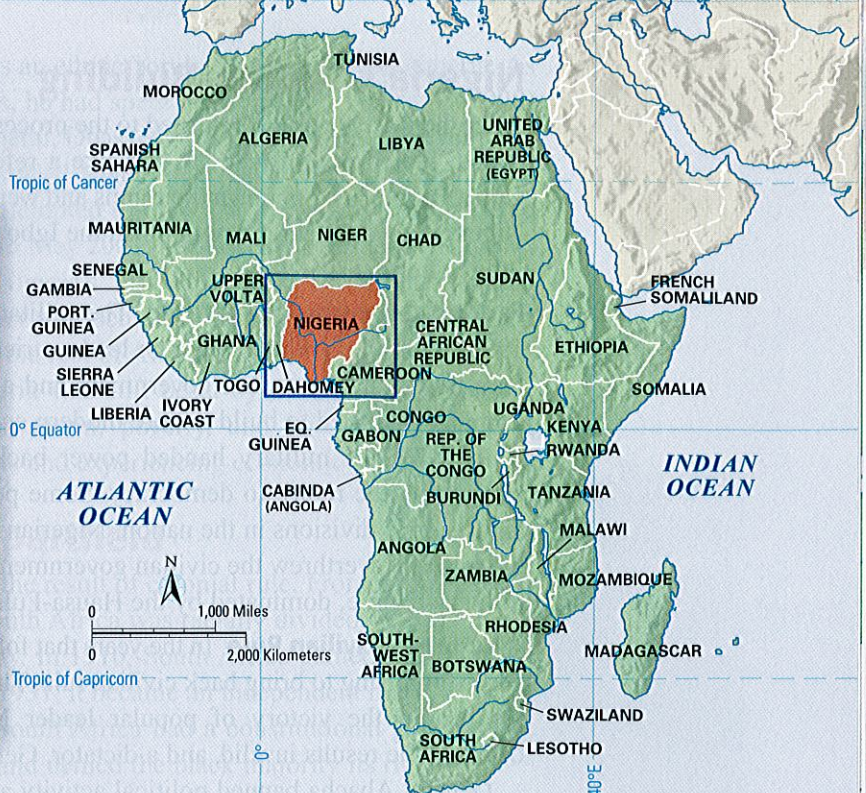 TUNISIA
MOROCCO
ALGERIA
LIBYA
UNITED
ARAB
REPUBLIC
(EGYPT)
SPANISH
SAHARA
Tropic of Cancer
MAURITANIA
MALI
NIGER
CHAD
SUDAN
SENEGAL
GAMBIA
PORT.
GUINEA
GUINEA
SIERRA
LEONE
LIBERIA
IVORY
COAST
UPPER
VOLTA
GHANA
TOGO
DAHOMEY
NIGERIA
CAMEROON
CENTRAL
AFRICAN
REPUBLIC
FRENCH
SOMALILAND
ETHIOPIA
SOMALIA
0° Equator
EQ.
GUINEA
GABON
CONGO
REP. OF
THE
CONGO
UGANDA
KENYA
RWANDA
BURUNDI
TANZANIA
CABINDA
(ANGOLA)
ATLANTIC
OCEAN
INDIAN
OCEAN
ANGOLA
ZAMBIA
MALAWI
MOZAMBIQUE
RHODESIA
MADAGASCAR
SOUTH-
WEST
AFRICA
BOTSWANA
SWAZILAND
SOUTH
AFRICA
LESOTHO
N
0 1,000 Miles
0 2,000 Kilometers
Tropic of Capricorn
0°
40°E